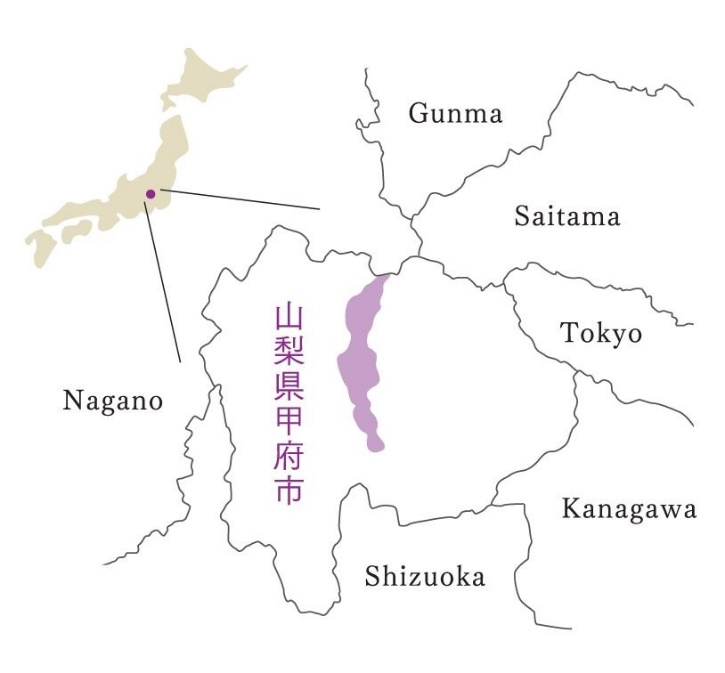 Gunma
Saitama
山梨県甲府市
Tokyo
Nagano
Kanagawa
Shizuoka